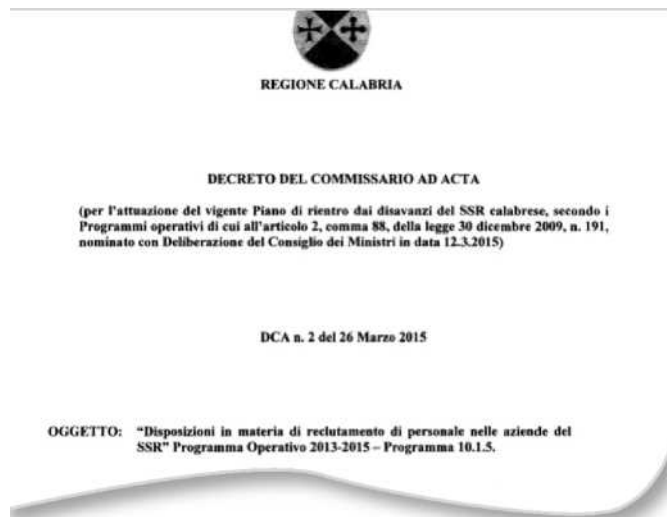 REGIONE CALABRIA
DECRETO DEL COMMISSARIO AD ACTA
(per l'attuazione del vigente Piano di rientro dai disavanzi del SSR calabrese, secondo i
Programmi operativi di cui all'articolo 2, comma 88, della legge 30 dicembre 2009, n. 191,
nominato con Deliberazione del Consiglio dei Ministri in data 12.3.2015)
DCA n. 2 del 26 Marzo 2015
OGGETTO: "Disposizioni in materia di reclutamento di personale nelle aziende del
SSR" Programma Operativo 2013-2015 – Programma 10.1.5.